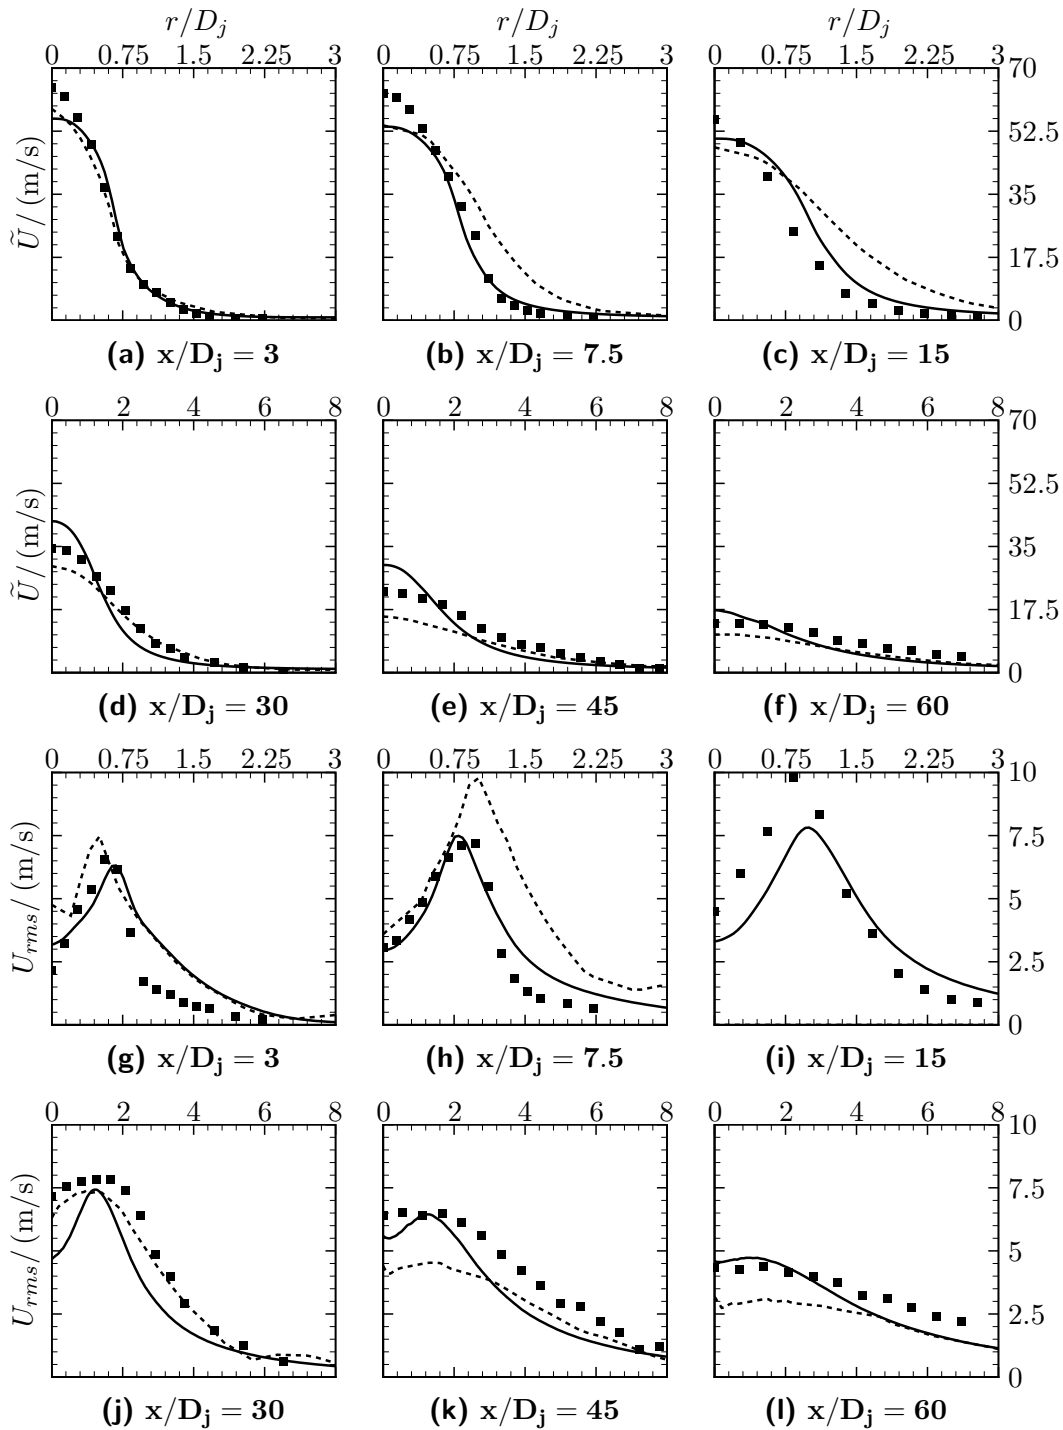 r/D_j r/D_j r/D_j
0 0.75 1.5 2.25 3 0 0.75 1.5 2.25 3 0 0.75 1.5 2.25 3
70
52.5
35
17.5
0
Ũ/(m/s)
(a) x/D_j = 3 (b) x/D_j = 7.5 (c) x/D_j = 15
0 2 4 6 8 0 2 4 6 8 0 2 4 6 8
70
52.5
35
17.5
0
Ũ/(m/s)
(d) x/D_j = 30 (e) x/D_j = 45 (f) x/D_j = 60
0 0.75 1.5 2.25 3 0 0.75 1.5 2.25 3 0 0.75 1.5 2.25 3
10
7.5
5
2.5
0
U_rms/(m/s)
(g) x/D_j = 3 (h) x/D_j = 7.5 (i) x/D_j = 15
0 2 4 6 8 0 2 4 6 8 0 2 4 6 8
10
7.5
5
2.5
0
U_rms/(m/s)
(j) x/D_j = 30 (k) x/D_j = 45 (l) x/D_j = 60